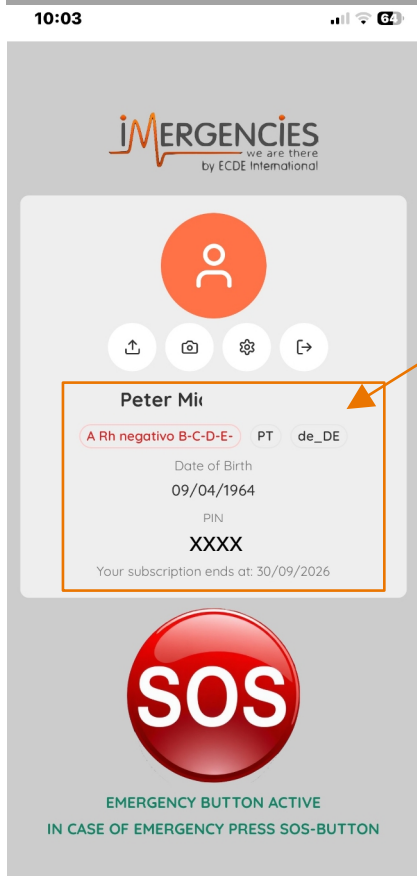 10:03
64
iMERGENCIES
we are there
by ECDE International
Peter
A Rh negativo B-C-D-E- PT de_DE
Date of Birth
09/04/1964
PIN
XXXX
Your subscription ends at: 30/09/2026
SOS
EMERGENCY BUTTON ACTIVE
IN CASE OF EMERGENCY PRESS SOS-BUTTON